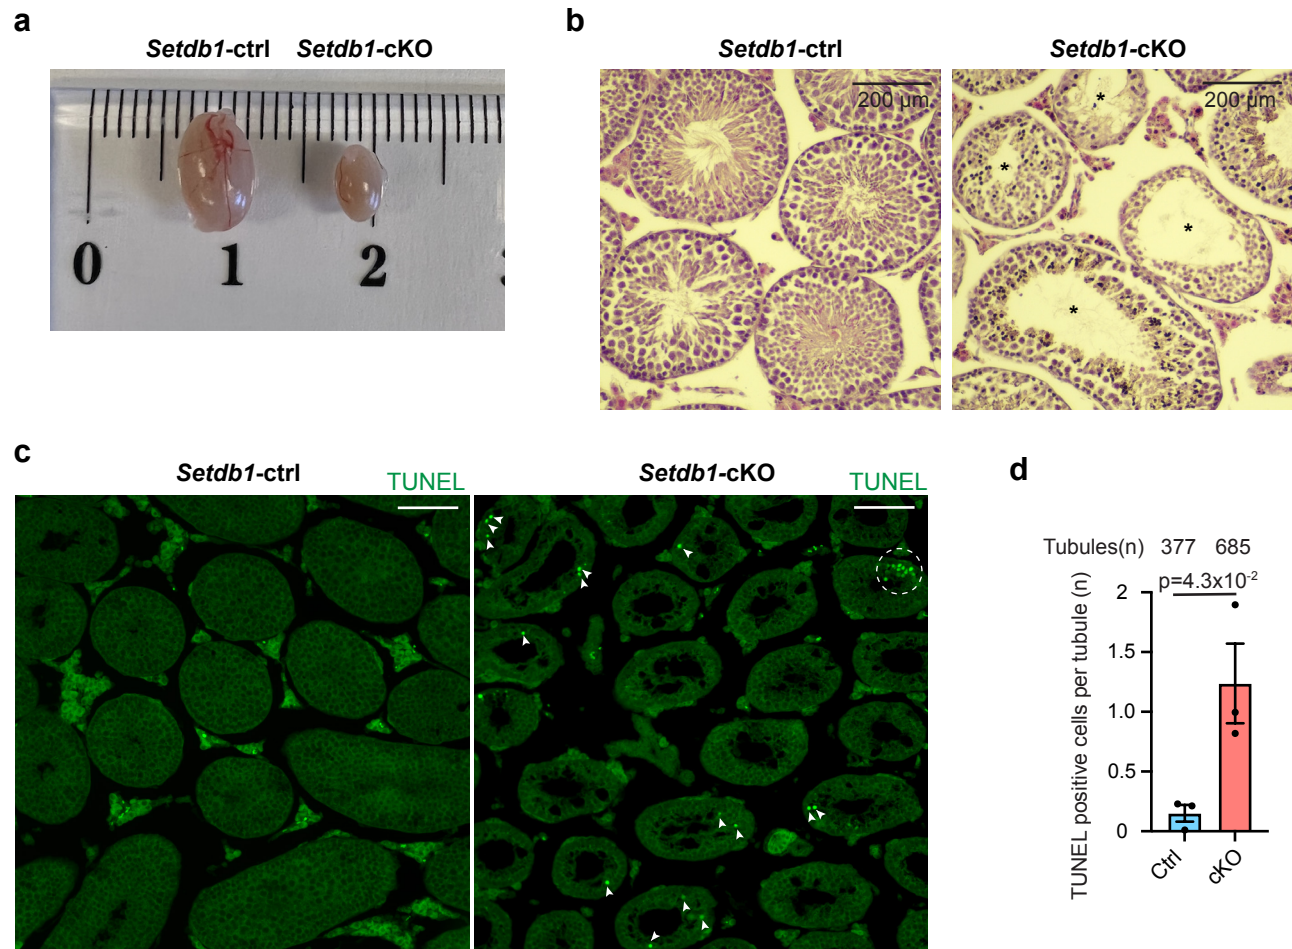 a
Setdb1-ctrl Setdb1-cKO
0 1 2
b
Setdb1-ctrl Setdb1-cKO
200 µm 200 µm
* * * *
c
Setdb1-ctrl TUNEL Setdb1-cKO TUNEL
d
Tubules(n) 377 685
p=4.3x10⁻²
TUNEL positive cells per tubule (n)
2
1.5
1.0
0.5
0
Ctrl cKO